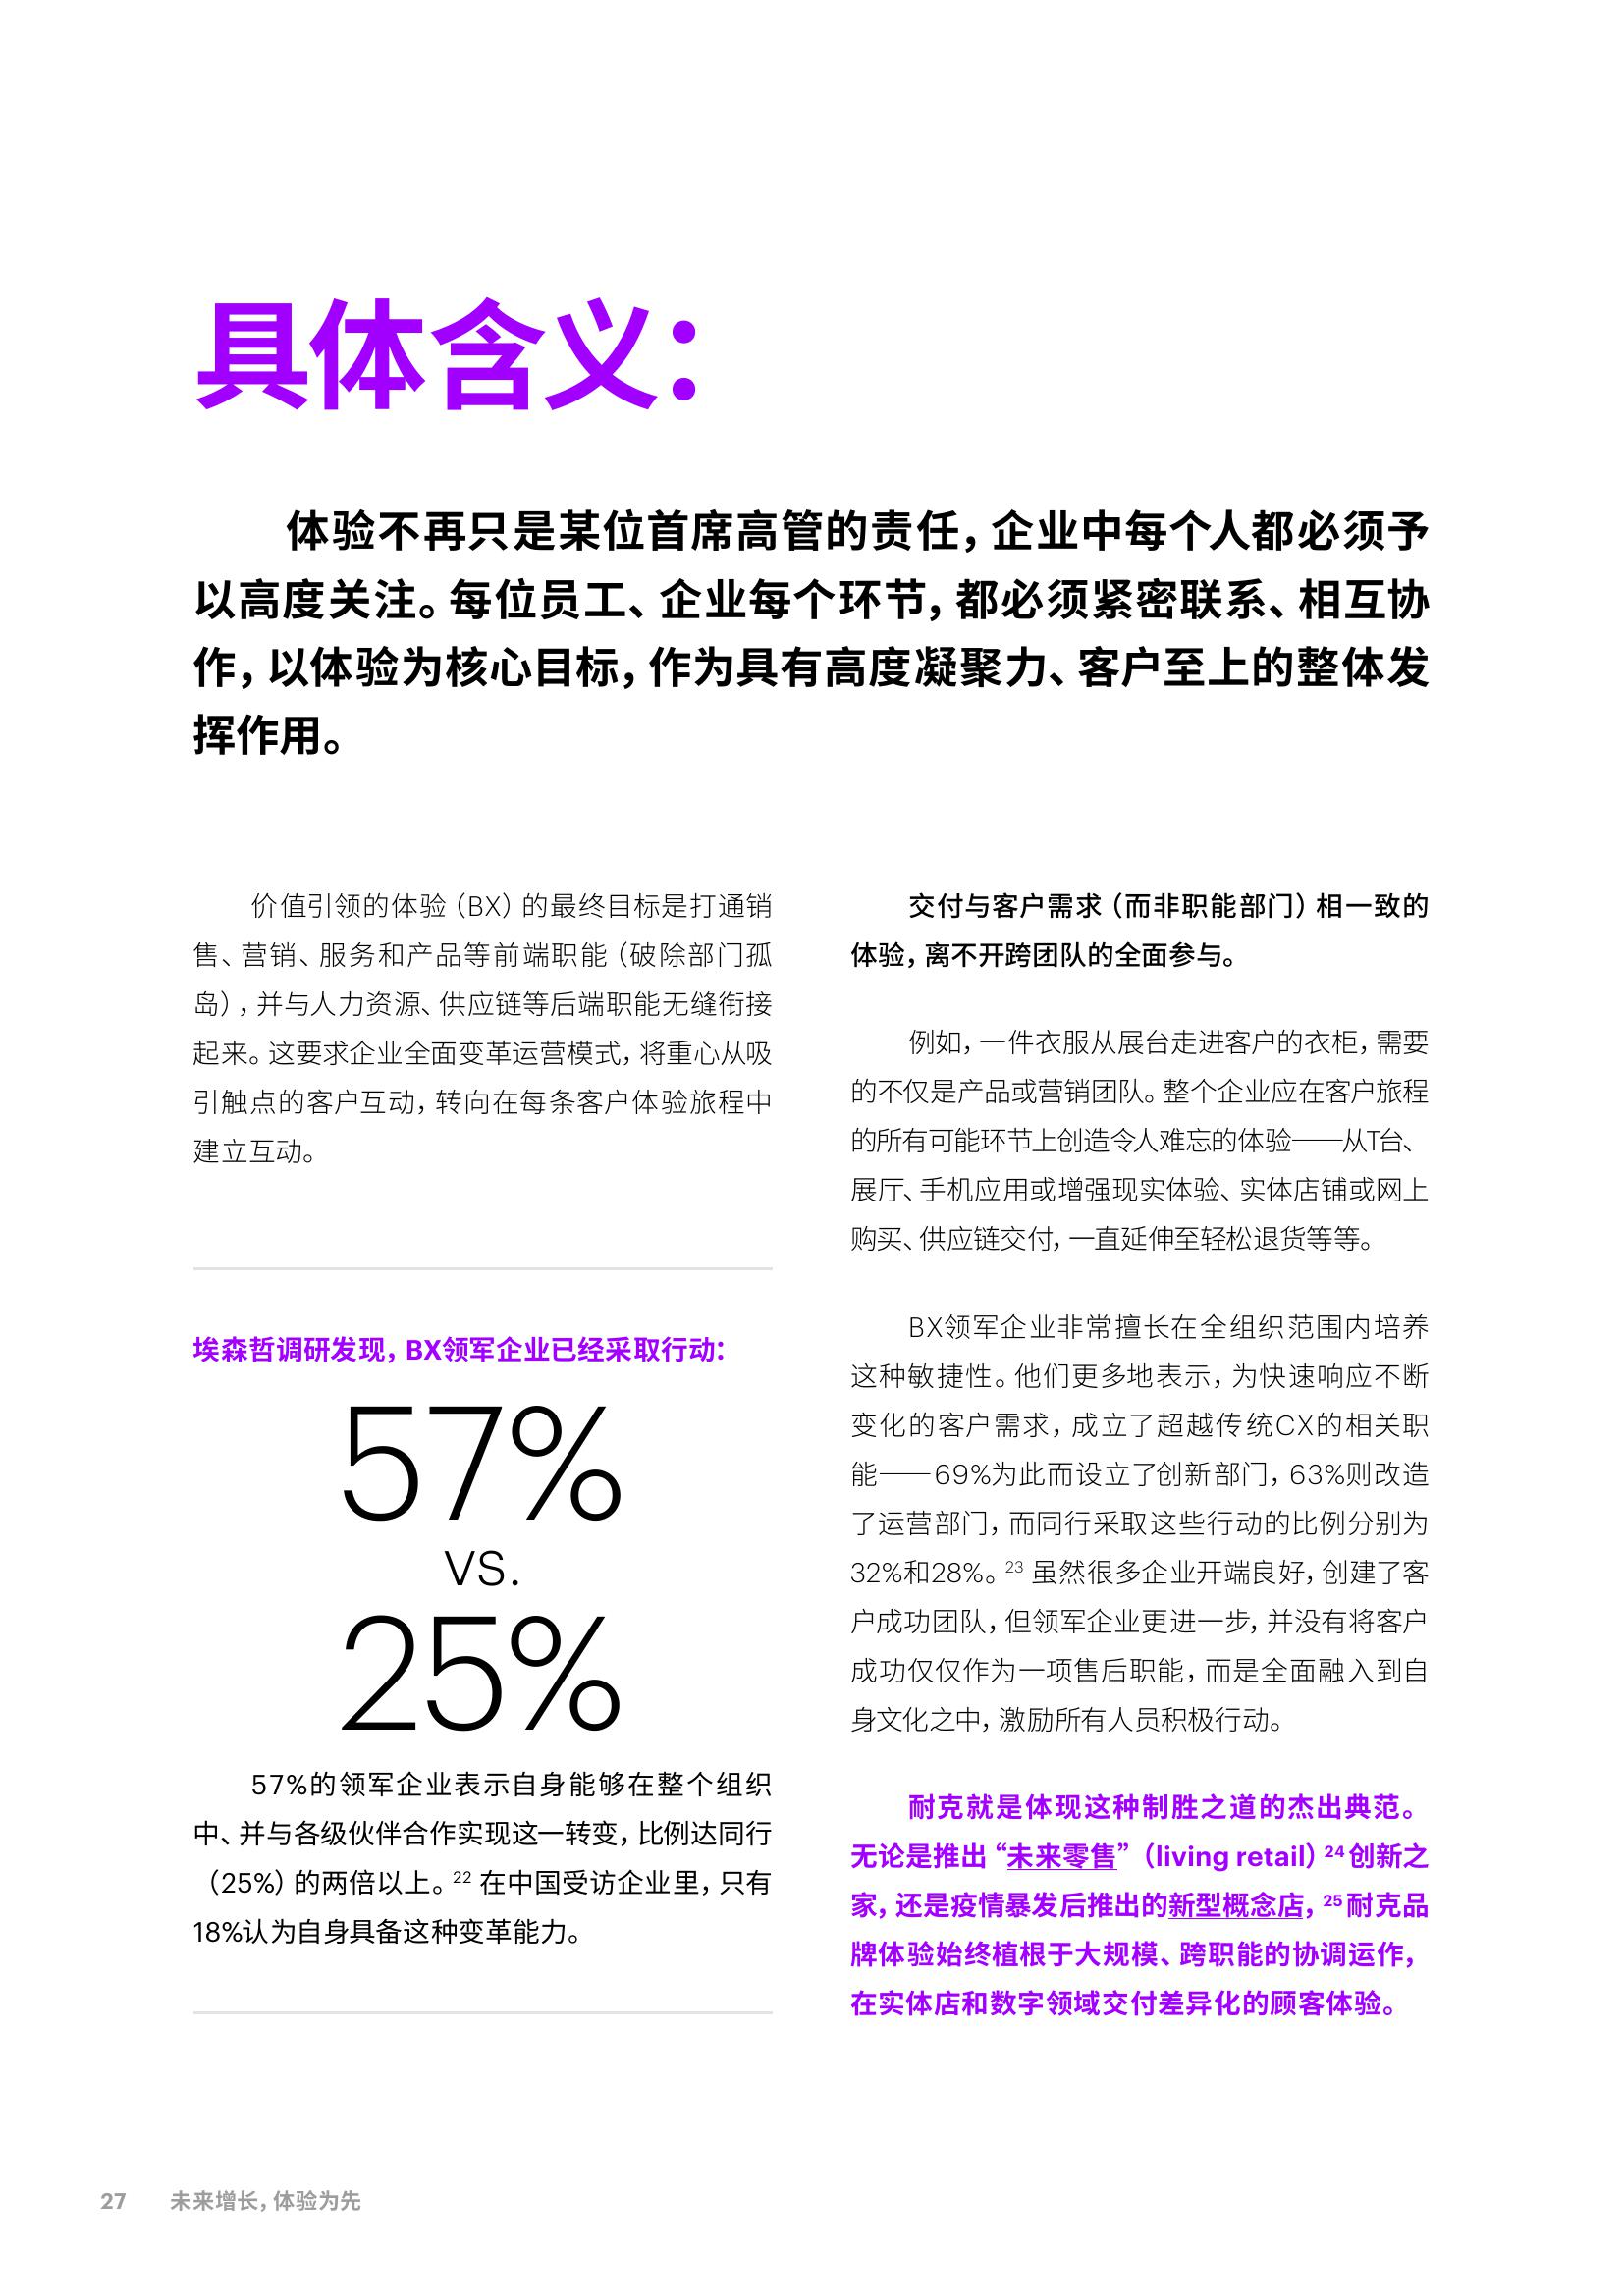 具体含义：
体验不再只是某位首席高管的责任，企业中每个人都必须予
以高度关注。每位员工、企业每个环节，都必须紧密联系、相互协
作，以体验为核心目标，作为具有高度凝聚力、客户至上的整体发
挥作用。
价值引领的体验（BX）的最终目标是打通销
售、营销、服务和产品等前端职能（破除部门孤
岛），并与人力资源、供应链等后端职能无缝衔接
起来。这要求企业全面变革运营模式，将重心从吸
引触点的客户互动，转向在每条客户体验旅程中
建立互动。
埃森哲调研发现，BX领军企业已经采取行动：
57%
VS.
25%
57%的领军企业表示自身能够在整个组织
中、并与各级伙伴合作实现这一转变，比例达同行
（25%）的两倍以上。22 在中国受访企业里，只有
18%认为自身具备这种变革能力。
交付与客户需求（而非职能部门）相一致的
体验，离不开跨团队的全面参与。
例如，一件衣服从展台走进客户的衣柜，需要
的不仅是产品或营销团队。整个企业应在客户旅程
的所有可能环节上创造令人难忘的体验——从T台、
展厅、手机应用或增强现实体验、实体店铺或网上
购买、供应链交付，一直延伸至轻松退货等等。
BX领军企业非常擅长在全组织范围内培养
这种敏捷性。他们更多地表示，为快速响应不断
变化的客户需求，成立了超越传统CX的相关职
能——69%为此而设立了创新部门，63%则改造
了运营部门，而同行采取这些行动的比例分别为
32%和28%。23 虽然很多企业开端良好，创建了客
户成功团队，但领军企业更进一步，并没有将客户
成功仅仅作为一项售后职能，而是全面融入到自
身文化之中，激励所有人员积极行动。
耐克就是体现这种制胜之道的杰出典范。
无论是推出“未来零售”（living retail）24 创新之
家，还是疫情暴发后推出的新型概念店，25 耐克品
牌体验始终植根于大规模、跨职能的协调运作，
在实体店和数字领域交付差异化的顾客体验。
27 未来增长，体验为先